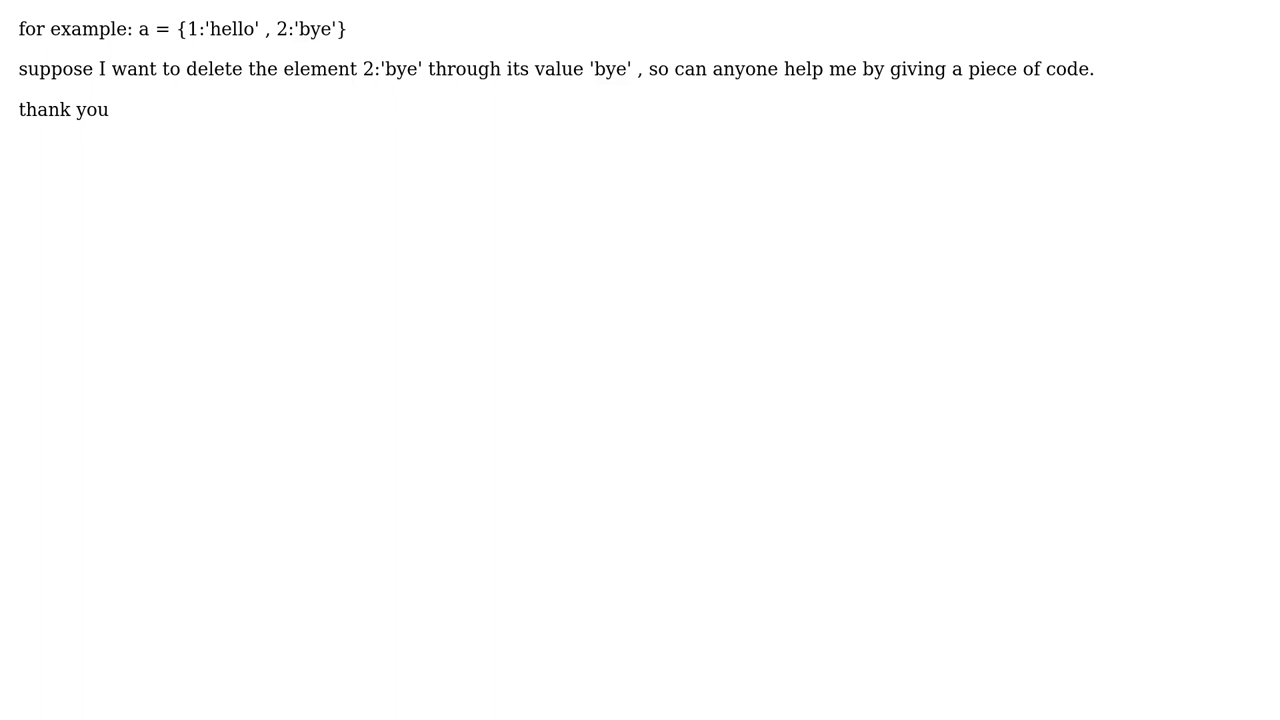 for example: a = {1:'hello' , 2:'bye'}
suppose I want to delete the element 2:'bye' through its value 'bye' , so can anyone help me by giving a piece of code.
thank you